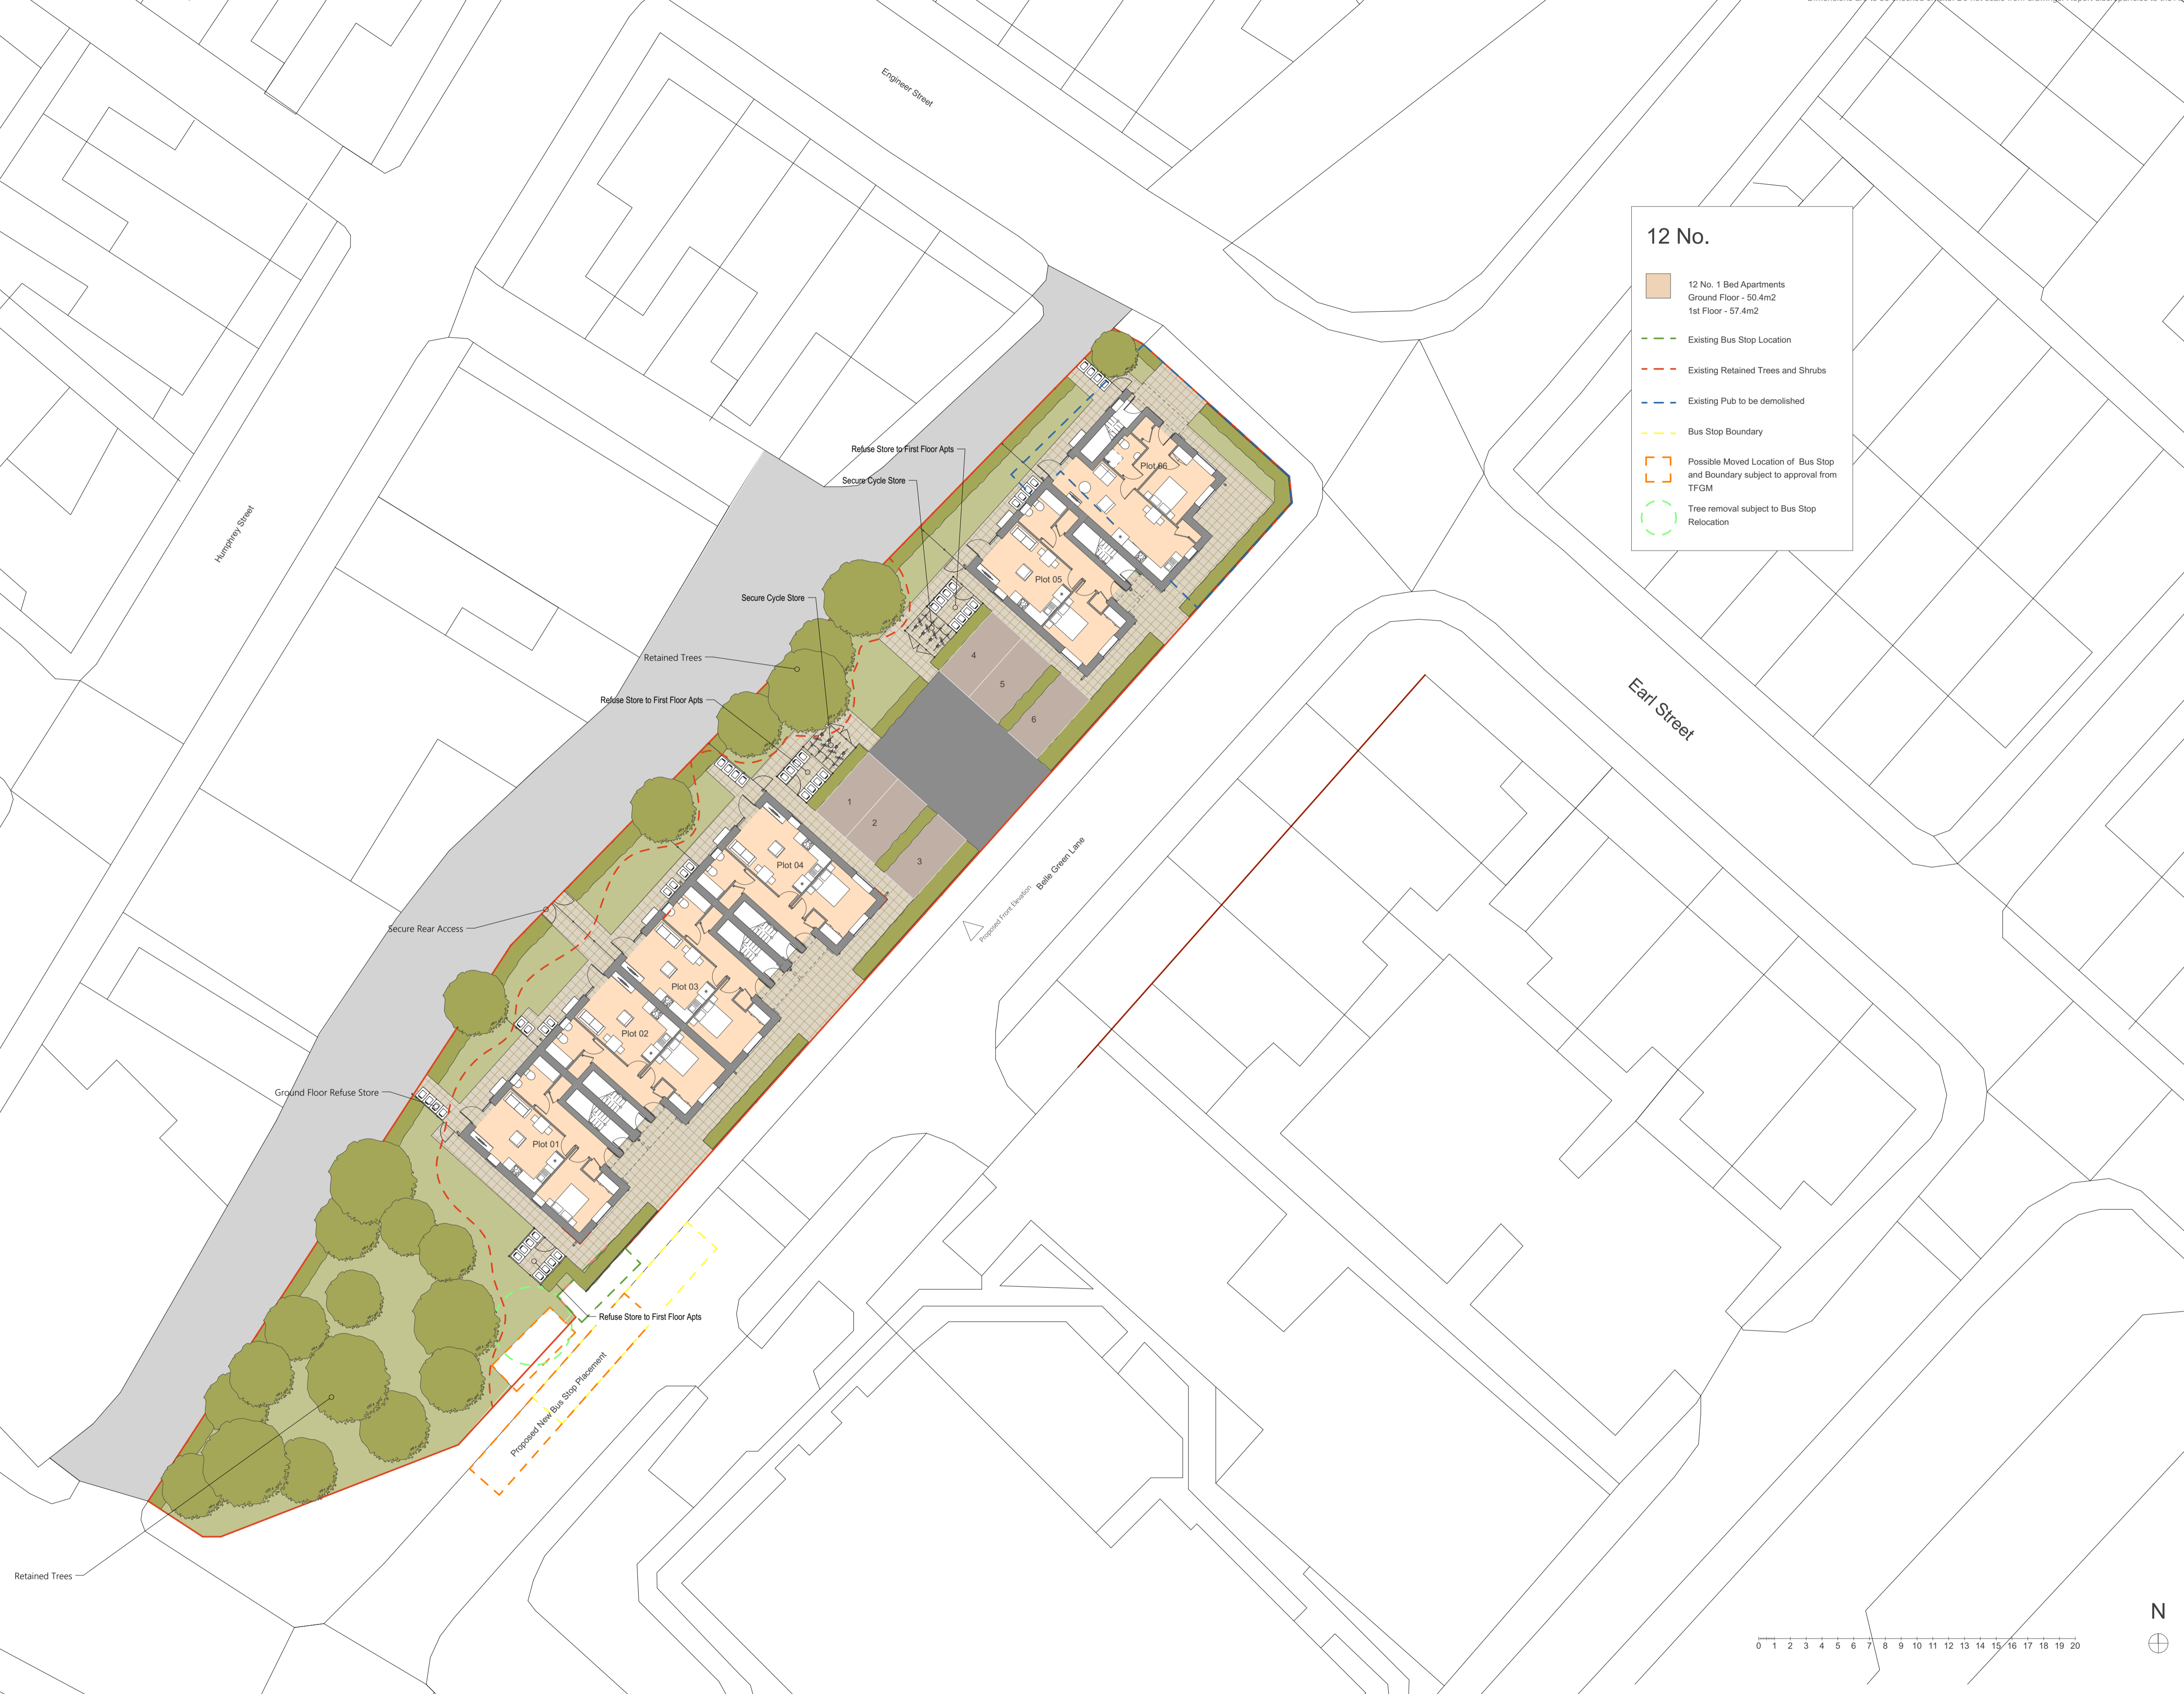 Engineer Street
12 No.
12 No. 1 Bed Apartments
Ground Floor - 50.4m2
1st Floor - 57.4m2
Existing Bus Stop Location
Existing Retained Trees and Shrubs
Existing Pub to be demolished
Bus Stop Boundary
Possible Moved Location of Bus Stop
and Boundary subject to approval from
TFGM
Tree removal subject to Bus Stop
Relocation
Humphrey Street
Refuse Store to First Floor Apts
Secure Cycle Store
Plot 06
Plot 05
Secure Cycle Store
Retained Trees
Refuse Store to First Floor Apts
4
5
6
Earl Street
1
2
3
Plot 04
Belle Green Lane
Proposed Front Elevation
Secure Rear Access
Plot 03
Plot 02
Ground Floor Refuse Store
Plot 01
Refuse Store to First Floor Apts
Proposed New Bus Stop Placement
Retained Trees
N
0 1 2 3 4 5 6 7 8 9 10 11 12 13 14 15 16 17 18 19 20